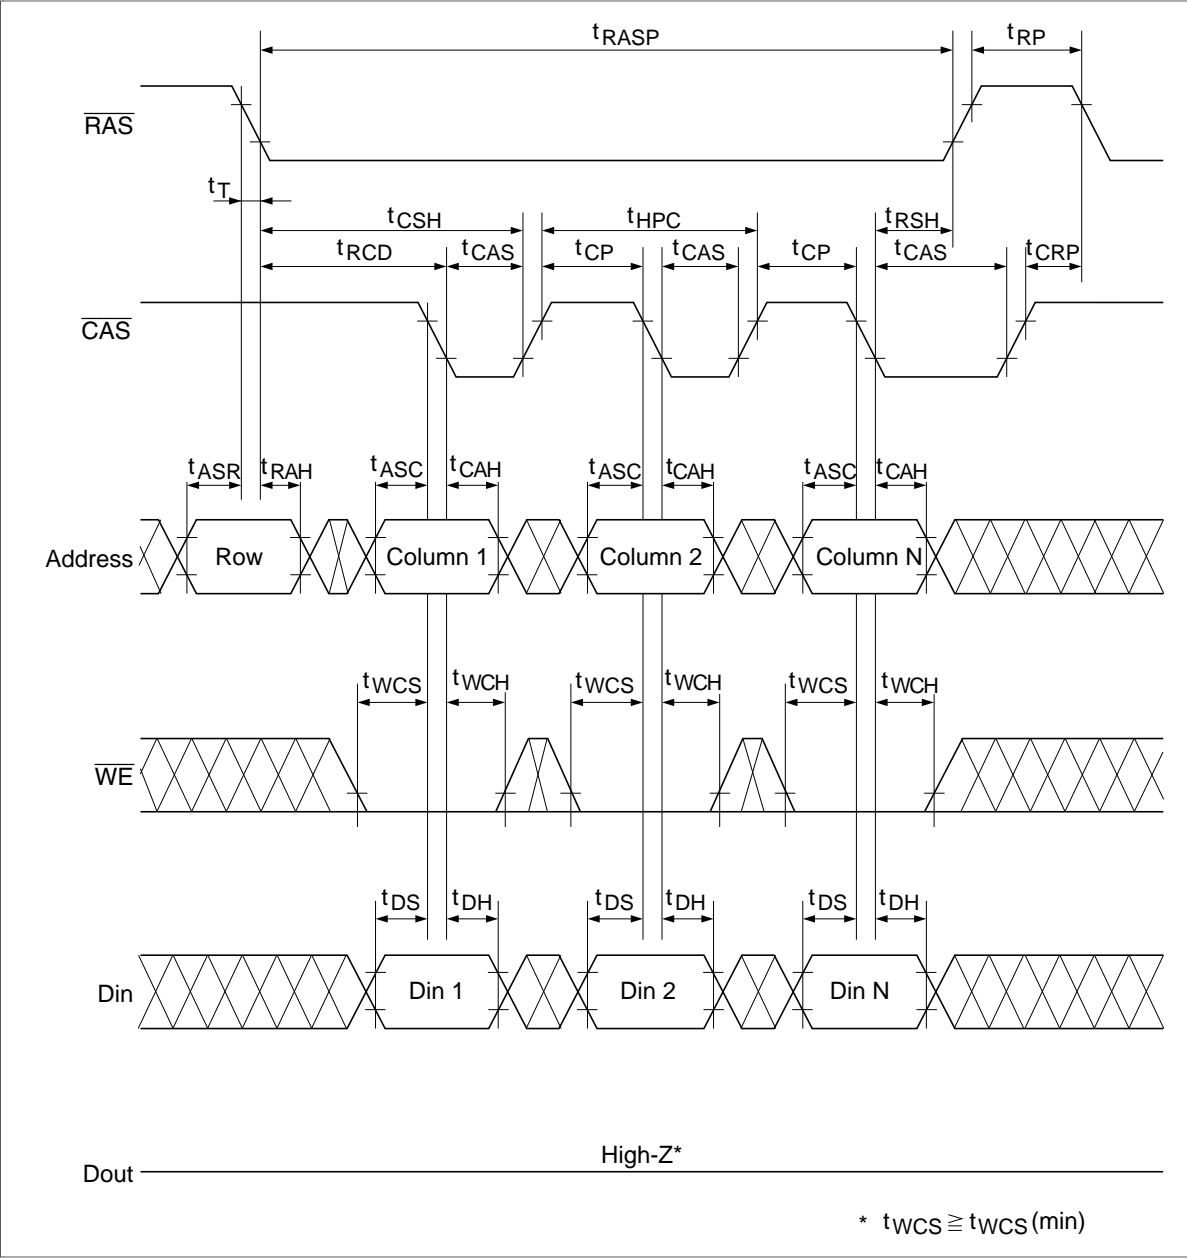 tRASP tRP
RAS
tT
tCSH tHPC tRSH
tRCD tCAS tCP tCAS tCP tCAS tCRP
CAS
tASR tRAH tASC tCAH tASC tCAH tASC tCAH
Address Row Column 1 Column 2 Column N
tWCS tWCH tWCS tWCH tWCS tWCH
WE
tDS tDH tDS tDH tDS tDH
Din Din 1 Din 2 Din N
High-Z*
Dout
* tWCS ≧ tWCS (min)